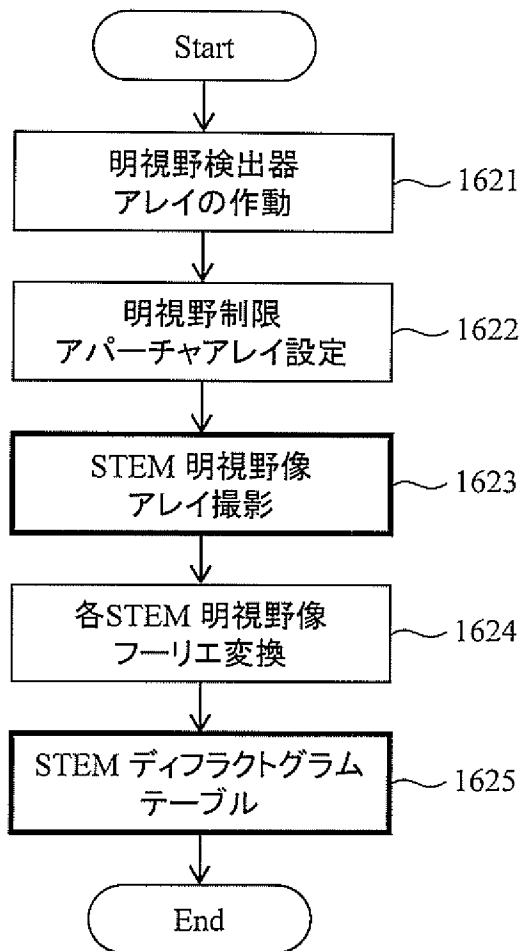 Start
明視野検出器
アレイの作動
1621
明視野制限
アパーチャアレイ設定
1622
STEM 明視野像
アレイ撮影
1623
各STEM 明視野像
フーリエ変換
1624
STEM ディフラクトグラム
テーブル
1625
End